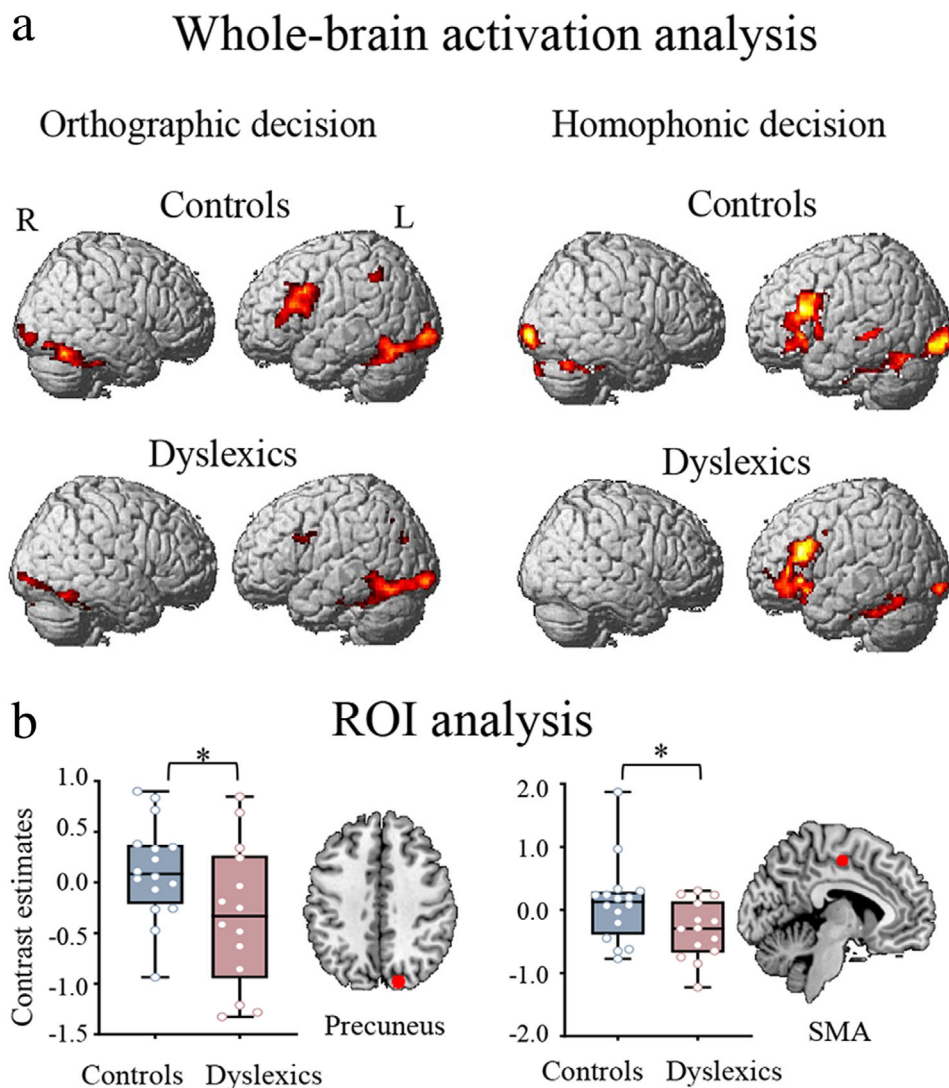 a
Whole-brain activation analysis
Orthographic decision
Homophonic decision
Controls
Controls
R
L
Dyslexics
Dyslexics
b
ROI analysis
*
*
Contrast estimates
1.0
0.5
0.0
-0.5
-1.0
-1.5
Controls
Dyslexics
Precuneus
2.0
1.0
0.0
-1.0
-2.0
Controls
Dyslexics
SMA